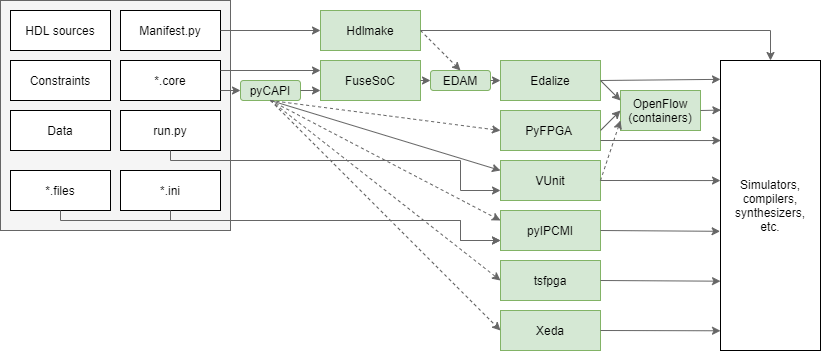 HDL sources
Manifest.py
Hdlmake
Constraints
*.core
pyCAPI
FuseSoC
EDAM
Edalize
OpenFlow
(containers)
Data
run.py
PyFPGA
VUnit
*.files
*.ini
pyIPCMI
tsfpga
Xeda
Simulators,
compilers,
synthesizers,
etc.